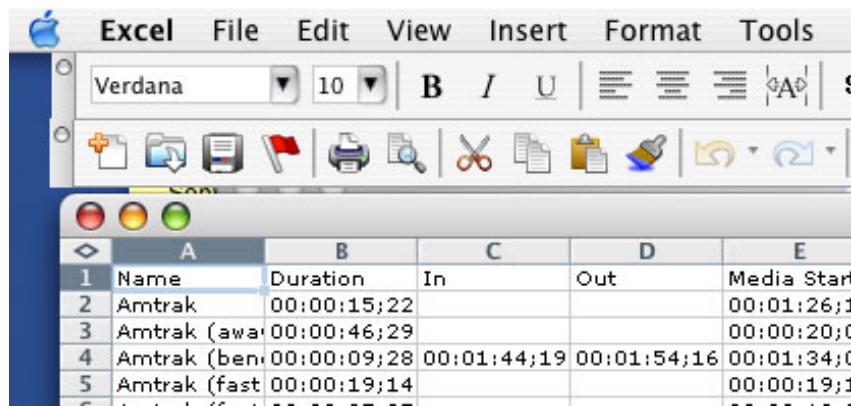 Excel File Edit View Insert Format Tools
Verdana 10 B I U A
A B C D E
1 Name Duration In Out Media Start
2 Amtrak 00:00:15;22 00:01:26;1
3 Amtrak (away 00:00:46;29 00:00:20;0
4 Amtrak (ben 00:00:09;28 00:01:44;19 00:01:54;16 00:01:34;0
5 Amtrak (fast 00:00:19;14 00:00:19;1